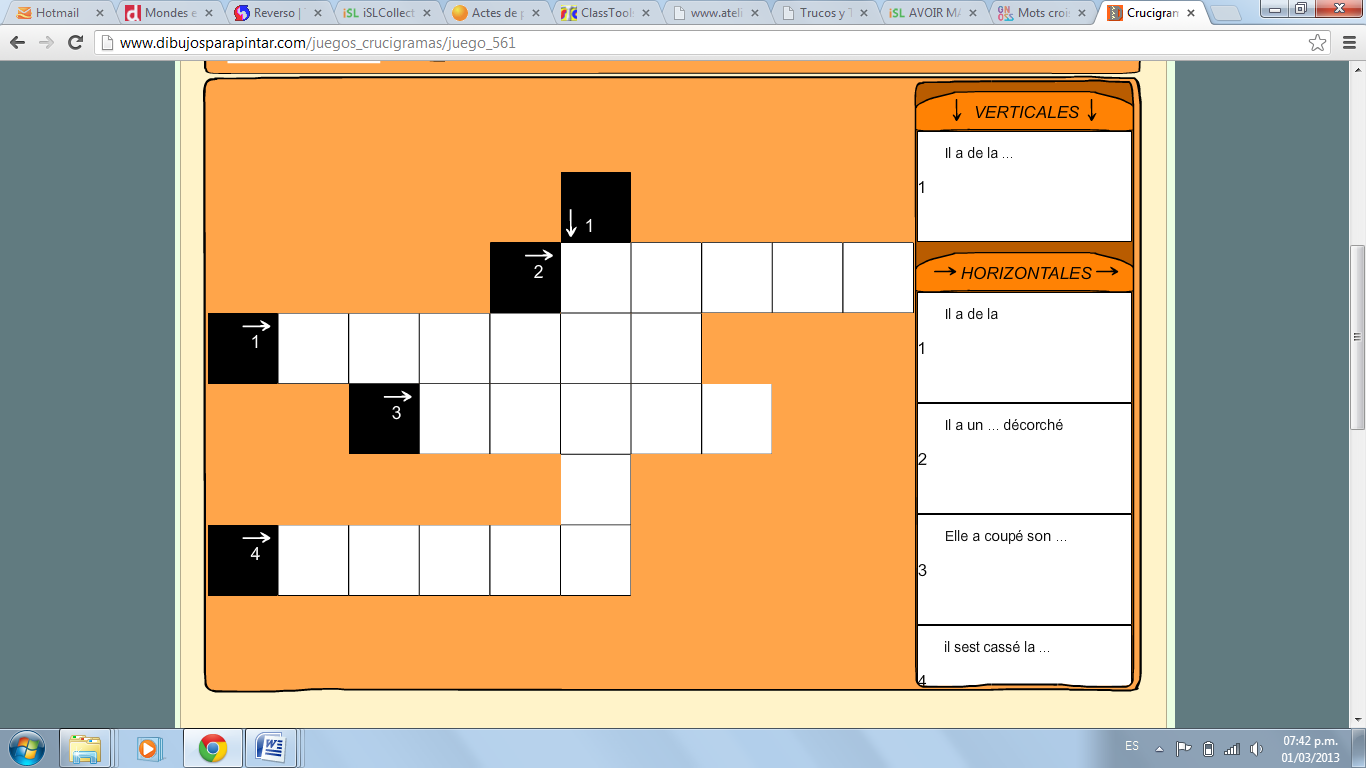 Hotmail
Mondes e
Reverso |
iSLCollect
Actes de p
ClassTool
www.ateli
Trucos y T
AVOIR MA
Mots crois
Crucigran
www.dibujosparapintar.com/juegos_crucigramas/juego_561
VERTICALES
Il a de la ...
1
HORIZONTALES
Il a de la
1
Il a un ... décorché
2
Elle a coupé son ...
3
il sest cassé la ...
4
1
2
1
3
4
ES
07:42 p.m.
01/03/2013